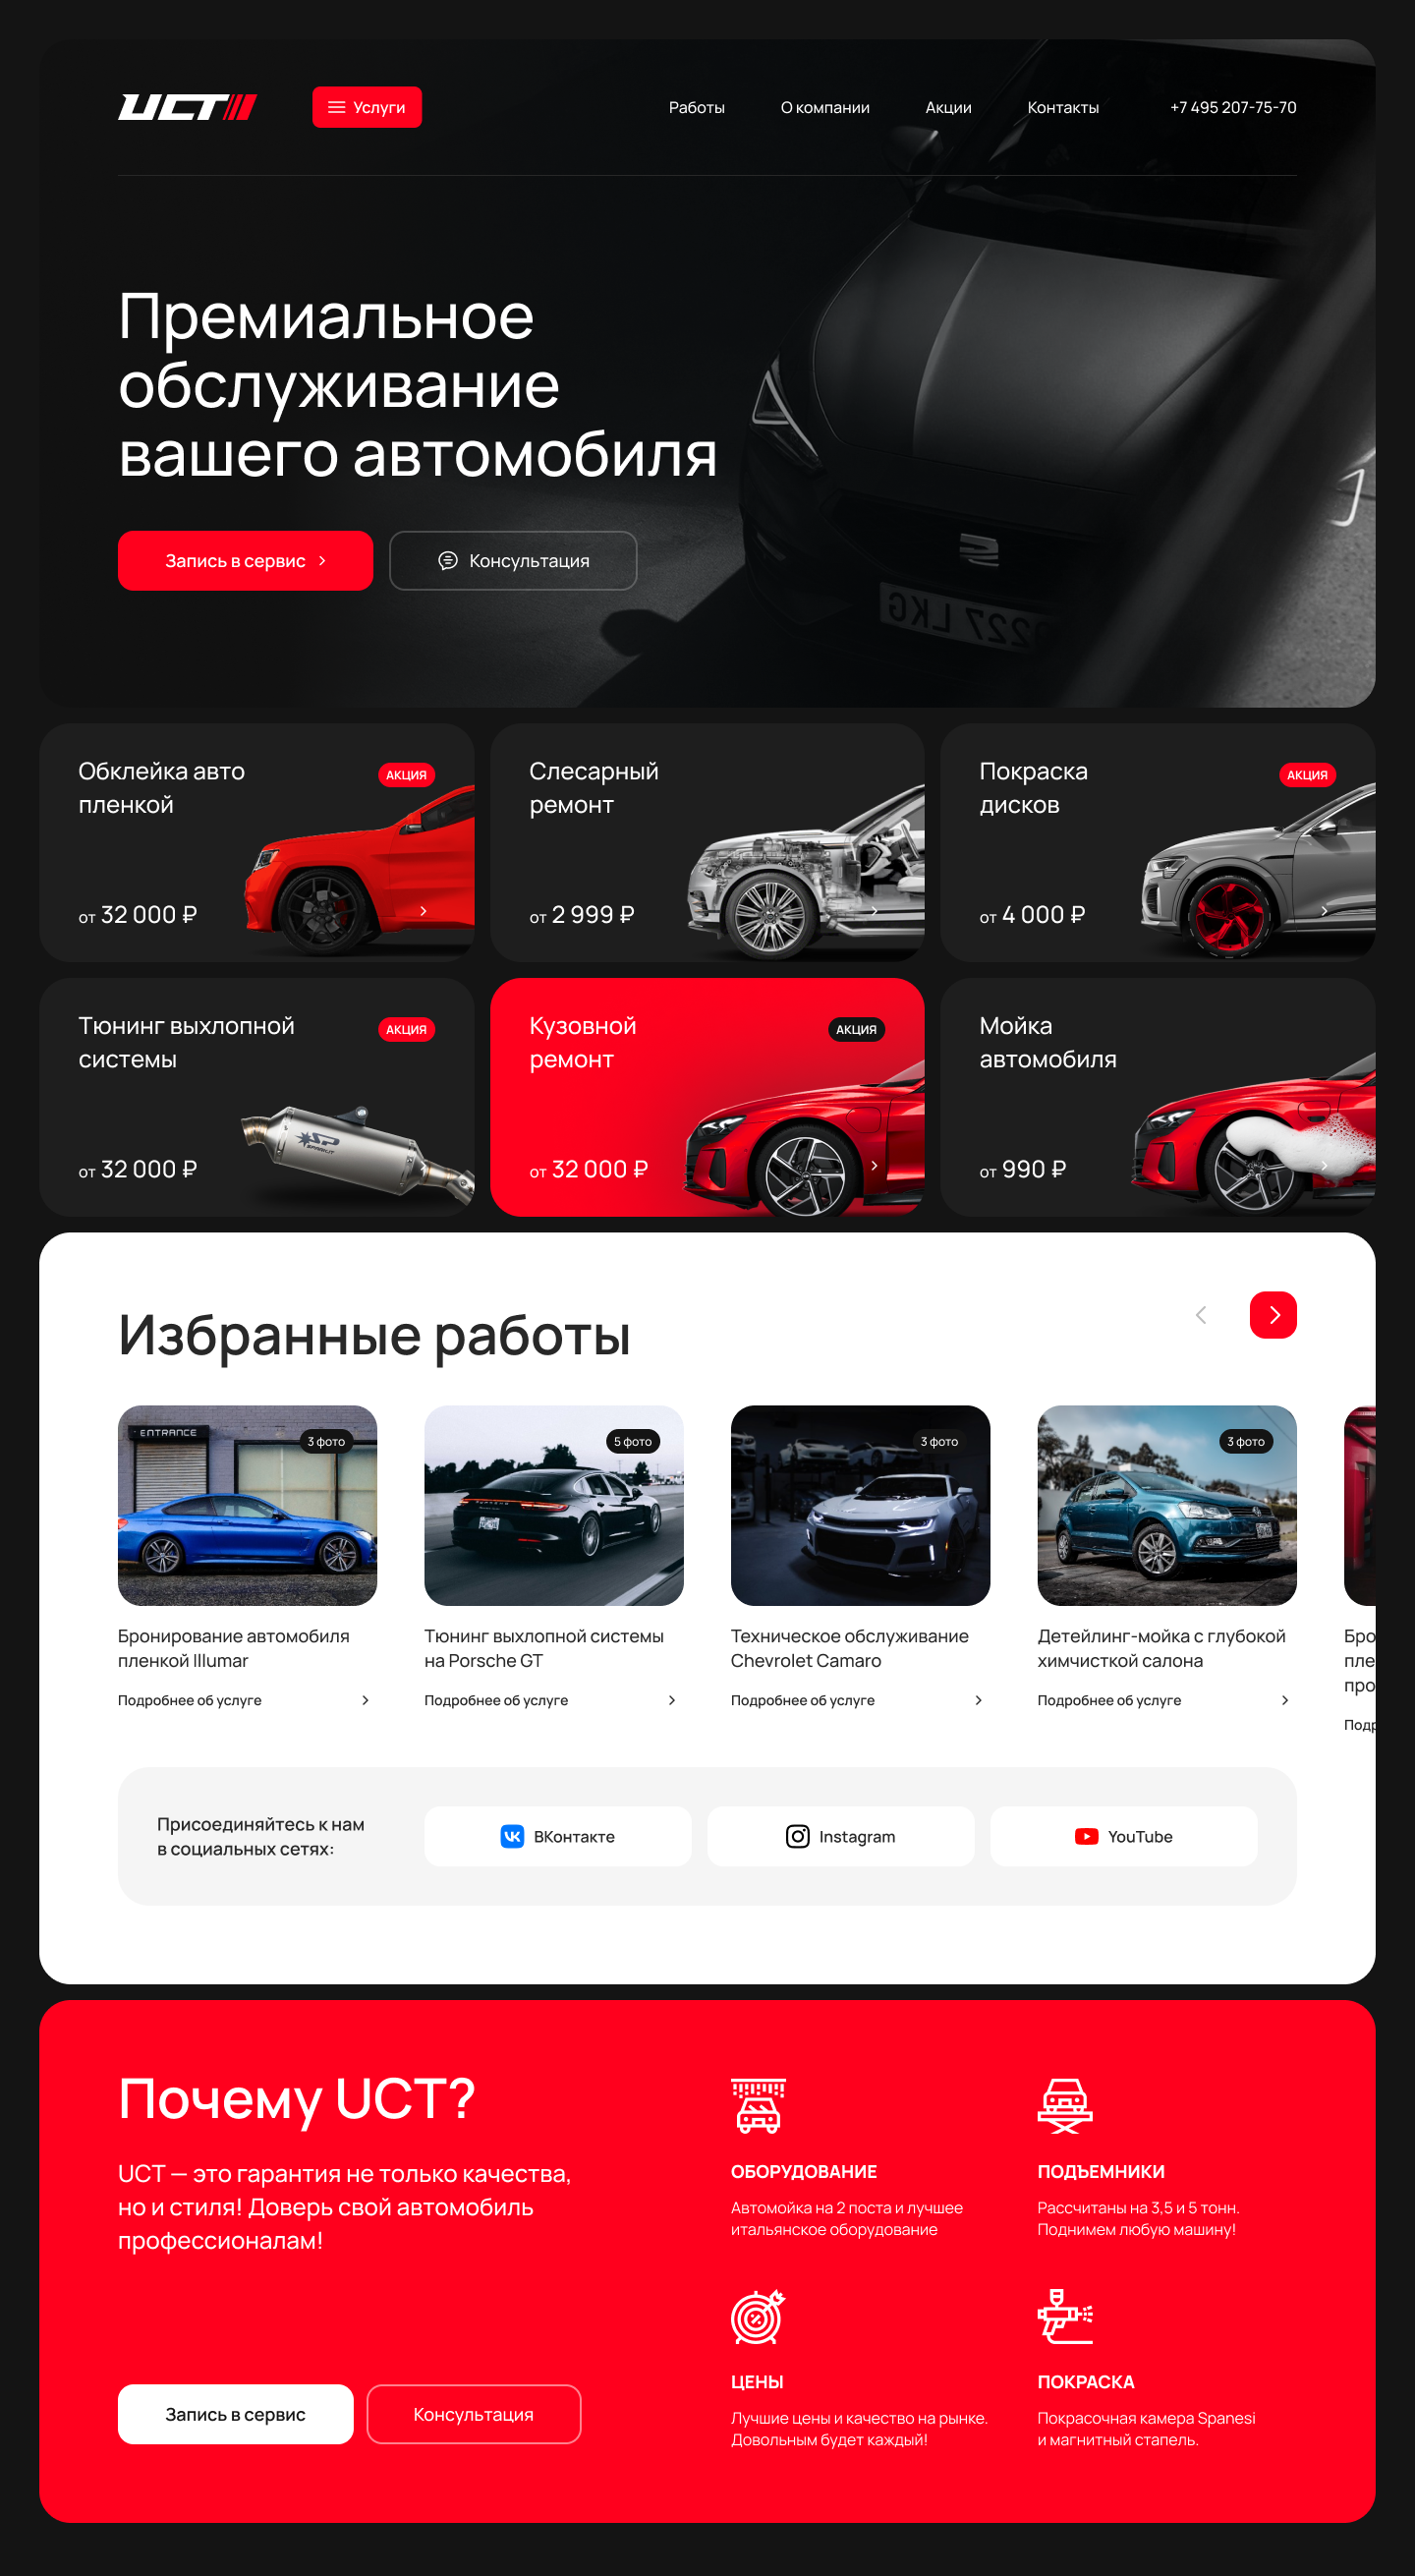 UCT
Услуги
Работы
О компании
Акции
Контакты
+7 495 207-75-70
Премиальное
обслуживание
вашего автомобиля
Запись в сервис
Консультация
Обклейка авто
пленкой
АКЦИЯ
от 32 000 ₽
Слесарный
ремонт
от 2 999 ₽
Покраска
дисков
АКЦИЯ
от 4 000 ₽
Тюнинг выхлопной
системы
АКЦИЯ
SP
от 32 000 ₽
Кузовной
ремонт
АКЦИЯ
от 32 000 ₽
Мойка
автомобиля
от 990 ₽
Избранные работы
ENTRANCE
3 фото
5 фото
3 фото
3 фото
Бронирование автомобиля
пленкой Illumar
Подробнее об услуге
Тюнинг выхлопной системы
на Porsche GT
Подробнее об услуге
Техническое обслуживание
Chevrolet Camaro
Подробнее об услуге
Детейлинг-мойка с глубокой
химчисткой салона
Подробнее об услуге
Бро
пле
про
Подр
Присоединяйтесь к нам
в социальных сетях:
ВКонтакте
Instagram
YouTube
Почему UCT?
UCT — это гарантия не только качества,
но и стиля! Доверь свой автомобиль
профессионалам!
Запись в сервис
Консультация
ОБОРУДОВАНИЕ
Автомойка на 2 поста и лучшее
итальянское оборудование
ПОДЪЕМНИКИ
Рассчитаны на 3,5 и 5 тонн.
Поднимем любую машину!
ЦЕНЫ
Лучшие цены и качество на рынке.
Довольным будет каждый!
ПОКРАСКА
Покрасочная камера Spanesi
и магнитный стапель.